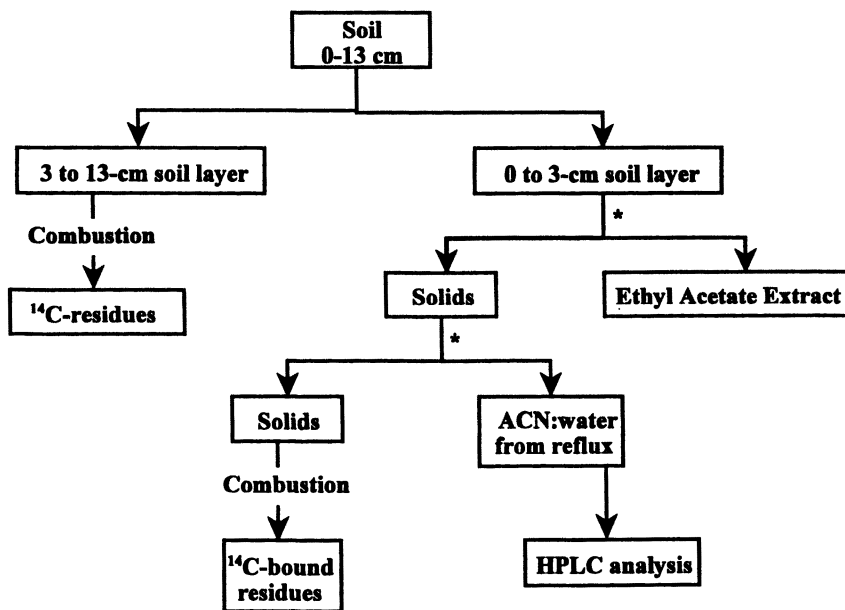 Soil
0-13 cm
3 to 13-cm soil layer
0 to 3-cm soil layer
*
Combustion
Solids
Ethyl Acetate Extract
¹⁴C-residues
*
Solids
ACN:water
from reflux
Combustion
¹⁴C-bound
residues
HPLC analysis